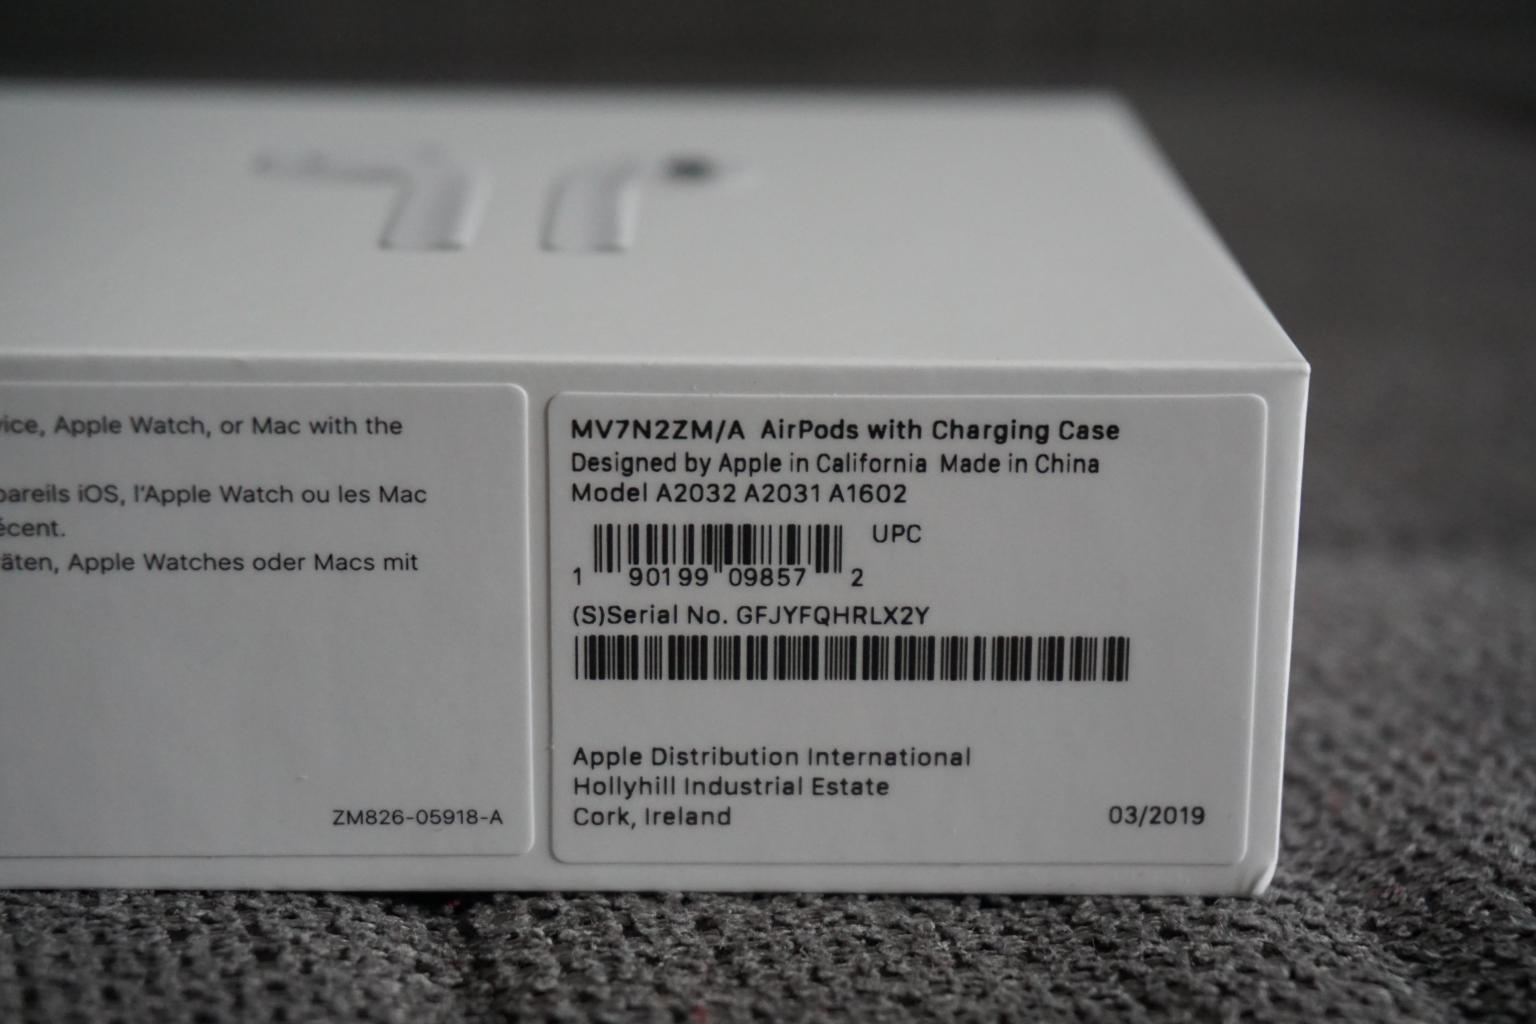 vice, Apple Watch, or Mac with the
pareils iOS, l'Apple Watch ou les Mac
écent.
räten, Apple Watches oder Macs mit
ZM826-05918-A
MV7N2ZM/A AirPods with Charging Case
Designed by Apple in California Made in China
Model A2032 A2031 A1602
UPC
1 90199 09857 2
(S)Serial No. GFJYFQHRLX2Y
Apple Distribution International
Hollyhill Industrial Estate
Cork, Ireland 03/2019